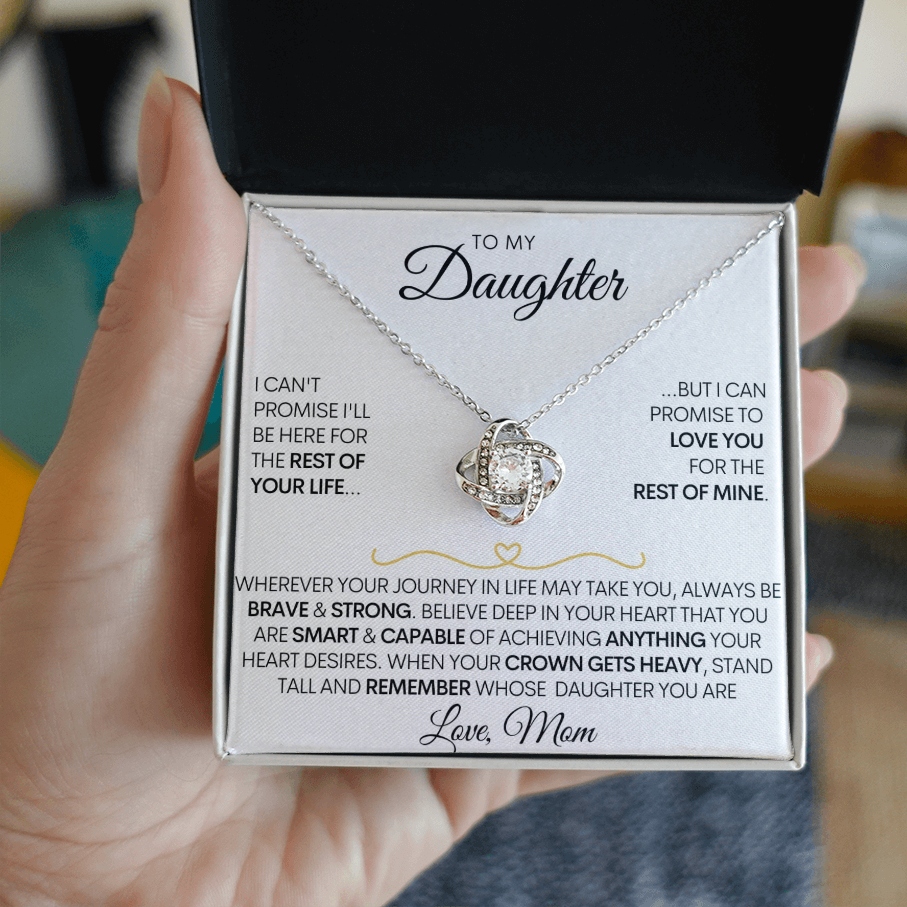 TO MY
Daughter
I CAN'T
PROMISE I'LL
BE HERE FOR
THE REST OF
YOUR LIFE...
...BUT I CAN
PROMISE TO
LOVE YOU
FOR THE
REST OF MINE.
WHEREVER YOUR JOURNEY IN LIFE MAY TAKE YOU, ALWAYS BE
BRAVE & STRONG. BELIEVE DEEP IN YOUR HEART THAT YOU
ARE SMART & CAPABLE OF ACHIEVING ANYTHING YOUR
HEART DESIRES. WHEN YOUR CROWN GETS HEAVY, STAND
TALL AND REMEMBER WHOSE DAUGHTER YOU ARE
Love, Mom